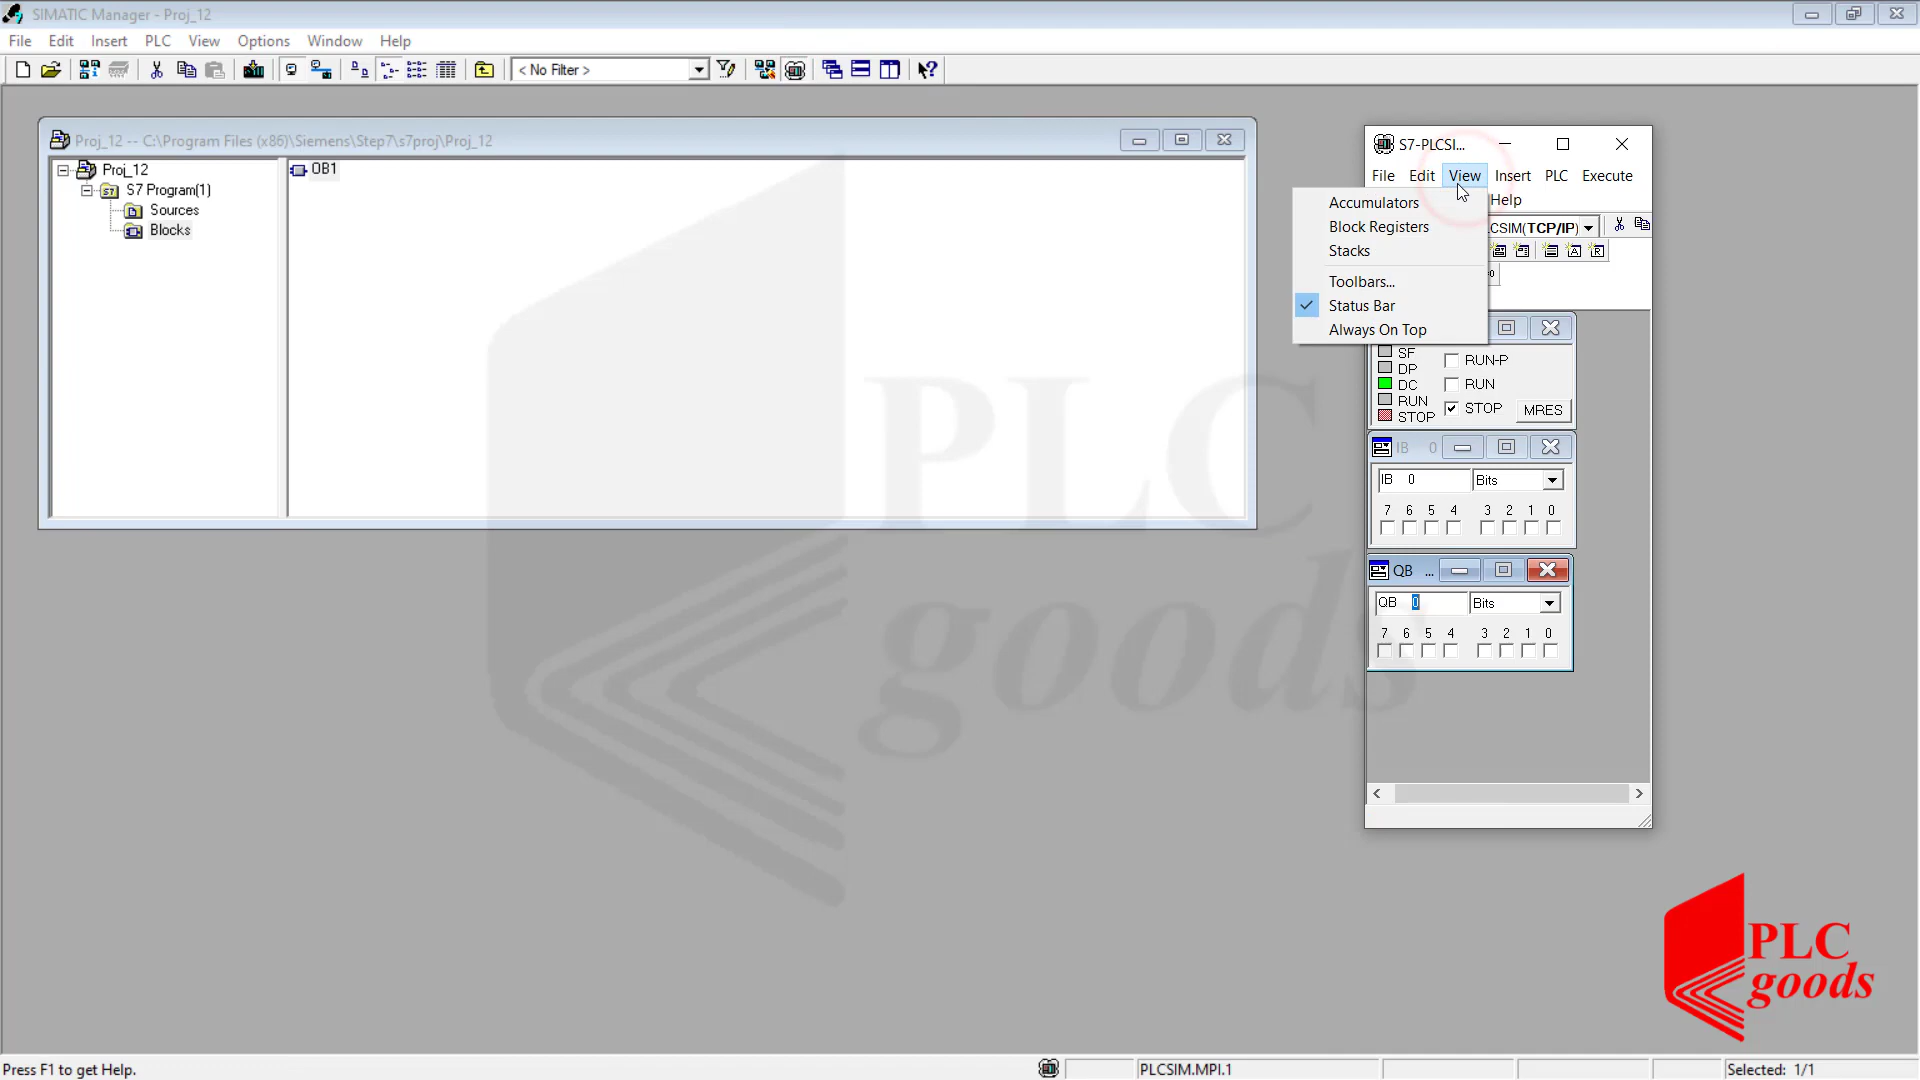 SIMATIC Manager - Proj_12
File Edit Insert PLC View Options Window Help
< No Filter >
Proj_12 -- C:\Program Files (x86)\Siemens\Step7\s7proj\Proj_12
Proj_12
S7 Program(1)
Sources
Blocks
OB1
S7-PLCSI...
File Edit View Insert PLC Execute
Help
Accumulators
Block Registers
Stacks
Toolbars...
Status Bar
Always On Top
CSIM(TCP/IP)
SF
DP
DC
RUN
STOP
RUN-P
RUN
STOP
MRES
IB 0
IB 0 Bits
7 6 5 4 3 2 1 0
QB ...
QB 0 Bits
7 6 5 4 3 2 1 0
PLC
goods
PLC
goods
Press F1 to get Help.
PLCSIM.MPI.1
Selected: 1/1